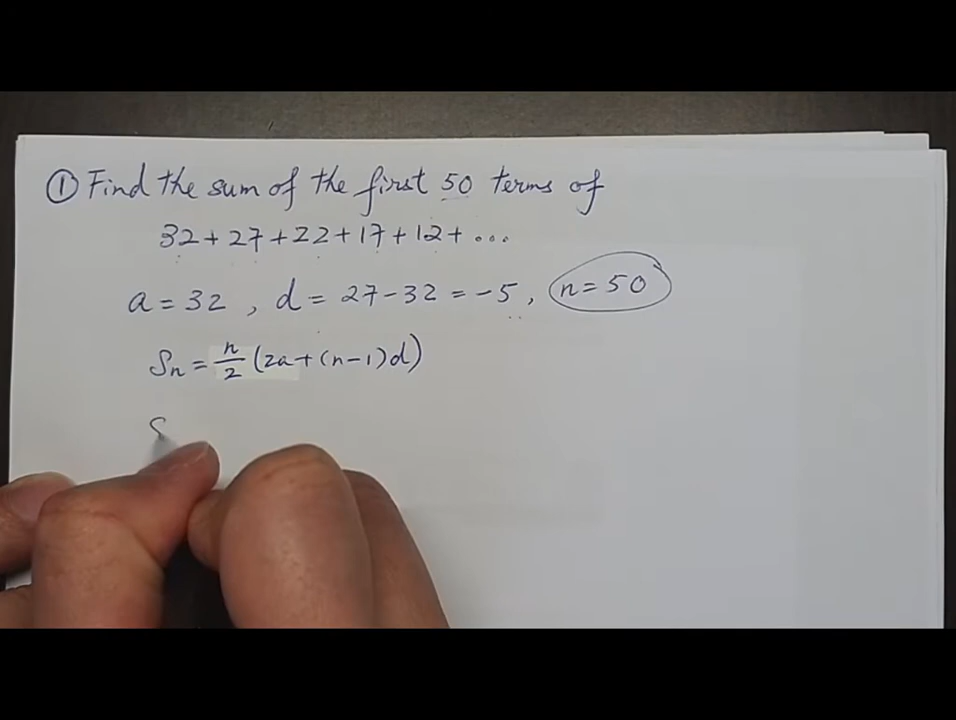 ① Find the sum of the first 50 terms of
32+27+22+17+12+...
a=32 , d = 27-32 = -5, n=50
Sn = n/2 (2a+(n-1)d)
S